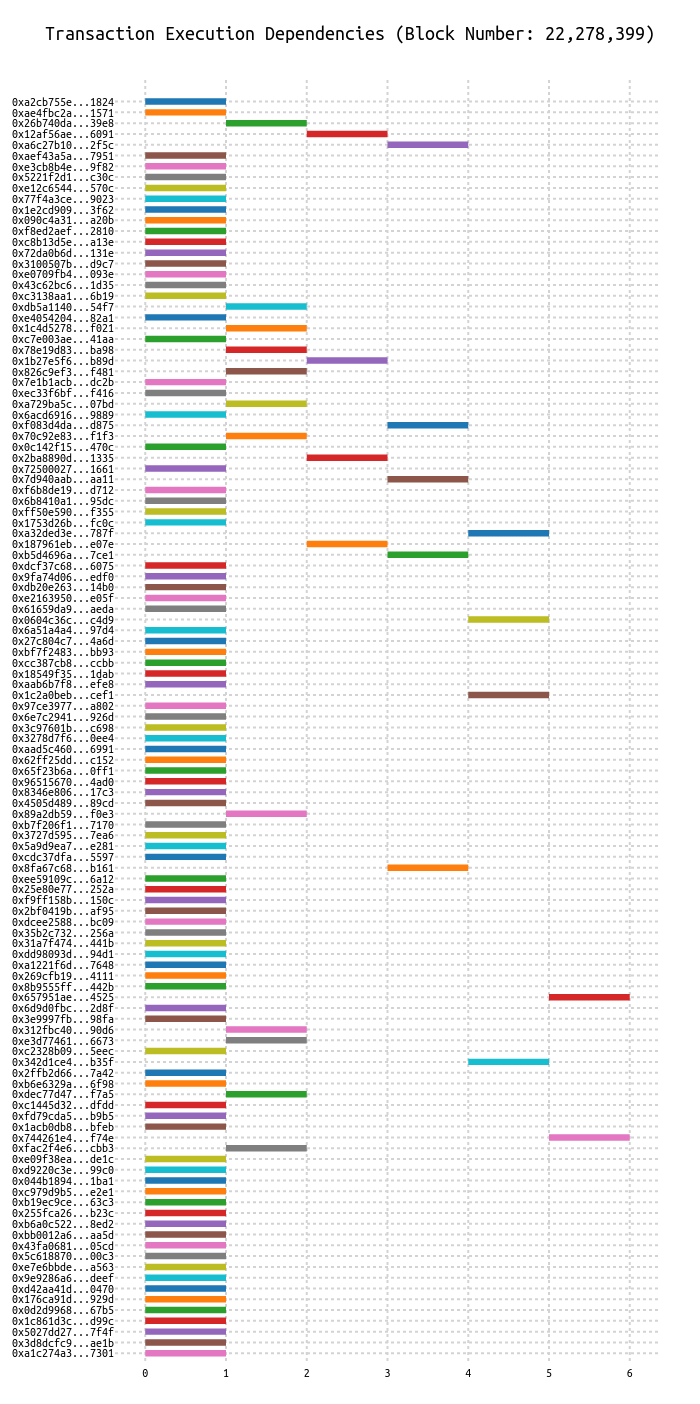 Transaction Execution Dependencies (Block Number: 22,278,399)
0xa2cb755e...1824
0xae4fbc2a...1571
0x26b740da...39e8
0x12af56ae...6091
0xa6c27b10...2f5c
0xaef43a5a...7951
0xe3cb8b4e...9f82
0x5221f2d1...c30c
0xe12c6544...570c
0x77f4a3ce...9023
0x1e2cd909...3f62
0x090c4a31...a20b
0xf8ed2aef...2810
0xc8b13d5e...a13e
0x72da0b6d...131e
0x3100507b...d9c7
0xe0709fb4...093e
0x43c62bc6...1d35
0xc3138aa1...6b19
0xdb5a1140...54f7
0xe4054204...82a1
0x1c4d5278...f021
0xc7e003ae...41aa
0x78e19d83...ba98
0x1b27e5f6...b89d
0x826c9ef3...f481
0x7e1b1acb...dc2b
0xec33f6bf...f416
0xa729ba5c...07bd
0x6acd6916...9889
0xf083d4da...d875
0x70c92e83...f1f3
0x0c142f15...470c
0x2ba8890d...1335
0x72500027...1661
0x7d940aab...aa11
0xf6b8de19...d712
0x6b8410a1...95dc
0xff50e590...f355
0x1753d26b...fc0c
0xa32ded3e...787f
0x187961eb...e07e
0xb5d4696a...7ce1
0xdcf37c68...6075
0x9fa74d06...edf0
0xdb20e263...14b0
0xe2163950...e05f
0x61659da9...aeda
0x0604c36c...c4d9
0x6a51a4a4...97d4
0x27c804c7...4a6d
0xbf7f2483...bb93
0xcc387cb8...ccbb
0x18549f35...1dab
0xaab6b7f8...efe8
0x1c2a0beb...cef1
0x97ce3977...a802
0x6e7c2941...926d
0x3c97601b...c698
0x3278d7f6...0ee4
0xaad5c460...6991
0x62ff25dd...c152
0x65f23b6a...0ff1
0x96515670...4ad0
0x8346e806...17c3
0x4505d489...89cd
0x89a2db59...f0e3
0xb7f206f1...7170
0x3727d595...7ea6
0x5a9d9ea7...e281
0xcdc37dfa...5597
0x8fa67c68...b161
0xee59109c...6a12
0x25e80e77...252a
0xf9ff158b...150c
0x2bf0419b...af95
0xdcee2588...bc09
0x35b2c732...256a
0x31a7f474...441b
0xdd98093d...94d1
0xa1221f6d...7648
0x269cfb19...4111
0x8b9555ff...442b
0x657951ae...4525
0x6d9d0fbc...2d8f
0x3e9997fb...98fa
0x312fbc40...90d6
0xe3d77461...6673
0xc2328b09...5eec
0x342d1ce4...b35f
0x2ffb2d66...7a42
0xb6e6329a...6f98
0xdec77d47...f7a5
0xc1445d32...dfdd
0xfd79cda5...b9b5
0x1acb0db8...bfeb
0x744261e4...f74e
0xfac2f4e6...cbb3
0xe09f38ea...de1c
0xd9220c3e...99c0
0x044b1894...1ba1
0xc979d9b5...e2e1
0xb19ec9ce...63c3
0x255fca26...b23c
0xb6a0c522...8ed2
0xbb0012a6...aa5d
0x43fa0681...05cd
0x5c618870...00c3
0xe7e6bbde...a563
0x9e9286a6...deef
0xd42aa41d...0470
0x176ca91d...929d
0x0d2d9968...67b5
0x1c861d3c...d99c
0x5027dd27...7f4f
0x3d8dcfc9...ae1b
0xa1c274a3...7301
0 1 2 3 4 5 6